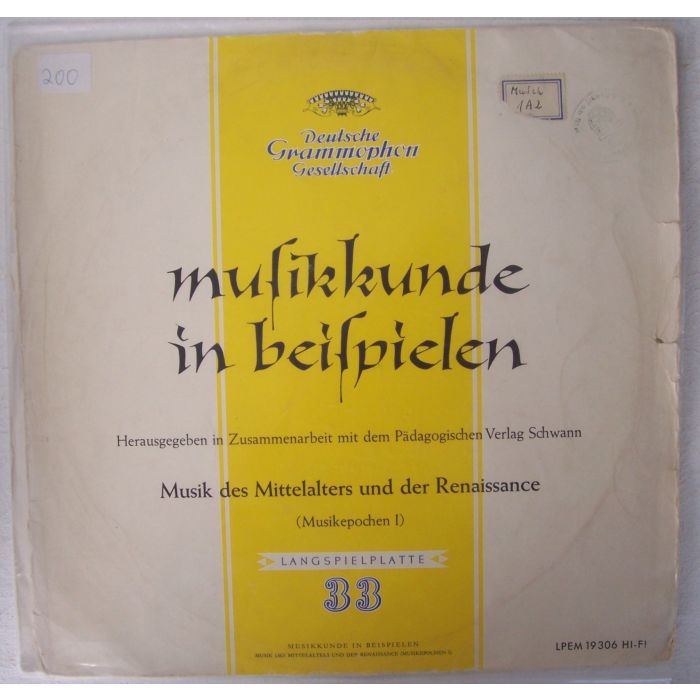 200
Musik
1A2
Deutsche
Grammophon
Gesellschaft
muſikkunde
in beiſpielen
Herausgegeben in Zusammenarbeit mit dem Pädagogischen Verlag Schwann
Musik des Mittelalters und der Renaissance
(Musikepochen I)
LANGSPIELPLATTE
33
MUSIKKUNDE IN BEISPIELEN
MUSIK DES MITTELALTERS UND DER RENAISSANCE (MUSIKEPOCHEN I)
LPEM 19306 HI-FI